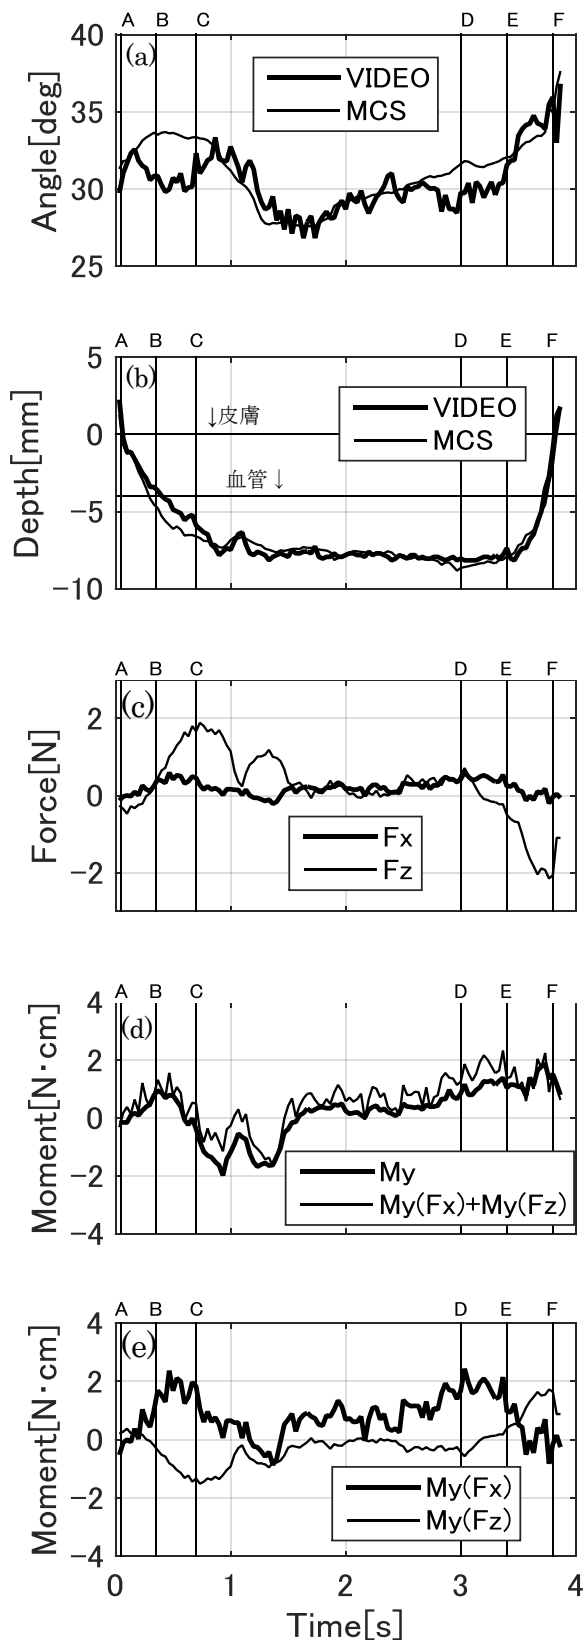 A B C D E F
40
(a)
VIDEO
MCS
35
30
25
Angle[deg]
A B C D E F
5
(b)
↓皮膚
VIDEO
MCS
0
血管↓
−5
−10
Depth[mm]
A B C D E F
(c)
2
0
Fx
Fz
−2
Force[N]
A B C D E F
4
(d)
2
0
My
My(Fx)+My(Fz)
−2
−4
Moment[N·cm]
A B C D E F
4
(e)
2
0
My(Fx)
My(Fz)
−2
−4
Moment[N·cm]
0 1 2 3 4
Time[s]